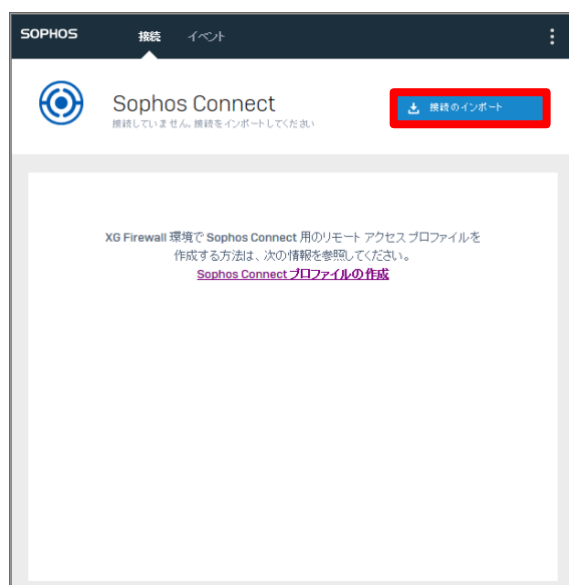 SOPHOS 接続 イベント
Sophos Connect
接続していません。接続をインポートしてください
接続のインポート
XG Firewall 環境で Sophos Connect 用のリモート アクセス プロファイルを
作成する方法は、次の情報を参照してください。
Sophos Connect プロファイルの作成